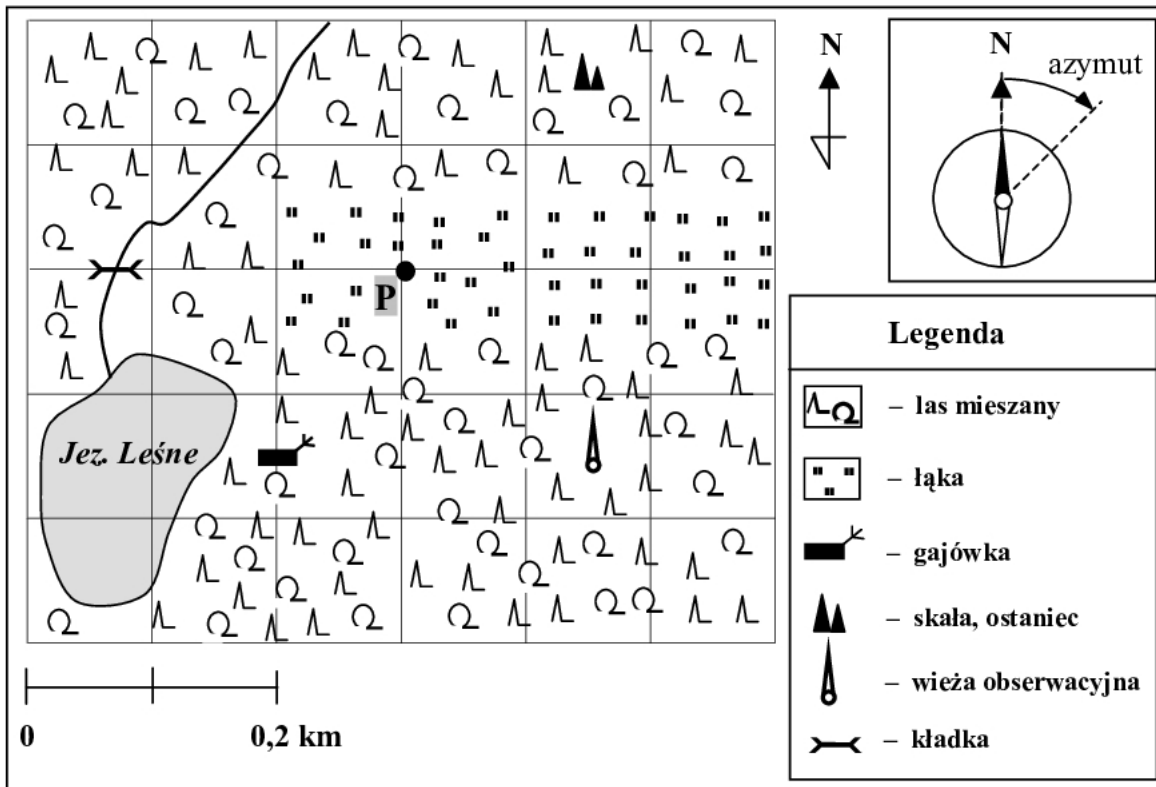 N
N
azymut
P
Legenda
– las mieszany
Jez. Leśne
– łąka
– gajówka
– skała, ostaniec
– wieża obserwacyjna
– kładka
0
0,2 km